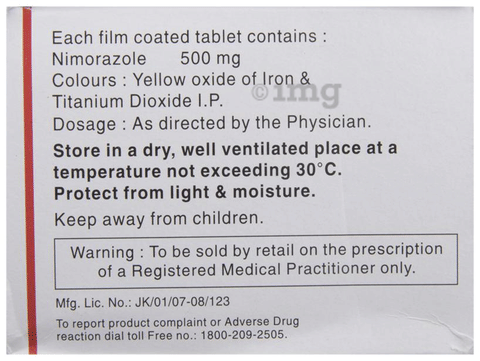 Each film coated tablet contains :
Nimorazole 500 mg
Colours : Yellow oxide of Iron &
Titanium Dioxide I.P.
©img
Dosage : As directed by the Physician.
Store in a dry, well ventilated place at a
temperature not exceeding 30°C.
Protect from light & moisture.
Keep away from children.
Warning : To be sold by retail on the prescription
of a Registered Medical Practitioner only.
Mfg. Lic. No.: JK/01/07-08/123
To report product complaint or Adverse Drug
reaction dial toll Free no.: 1800-209-2505.